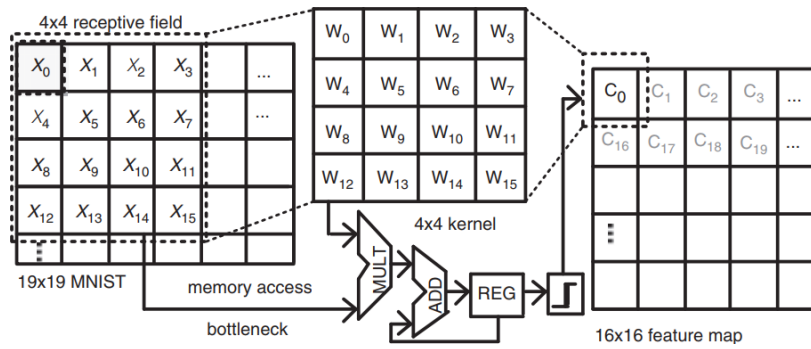 4x4 receptive field
X0 X1 X2 X3 ...
X4 X5 X6 X7 ...
X8 X9 X10 X11
X12 X13 X14 X15
19x19 MNIST
W0 W1 W2 W3
W4 W5 W6 W7
W8 W9 W10 W11
W12 W13 W14 W15
4x4 kernel
memory access
bottleneck
MULT
ADD
REG
C0 C1 C2 C3 ...
C16 C17 C18 C19 ...
16x16 feature map